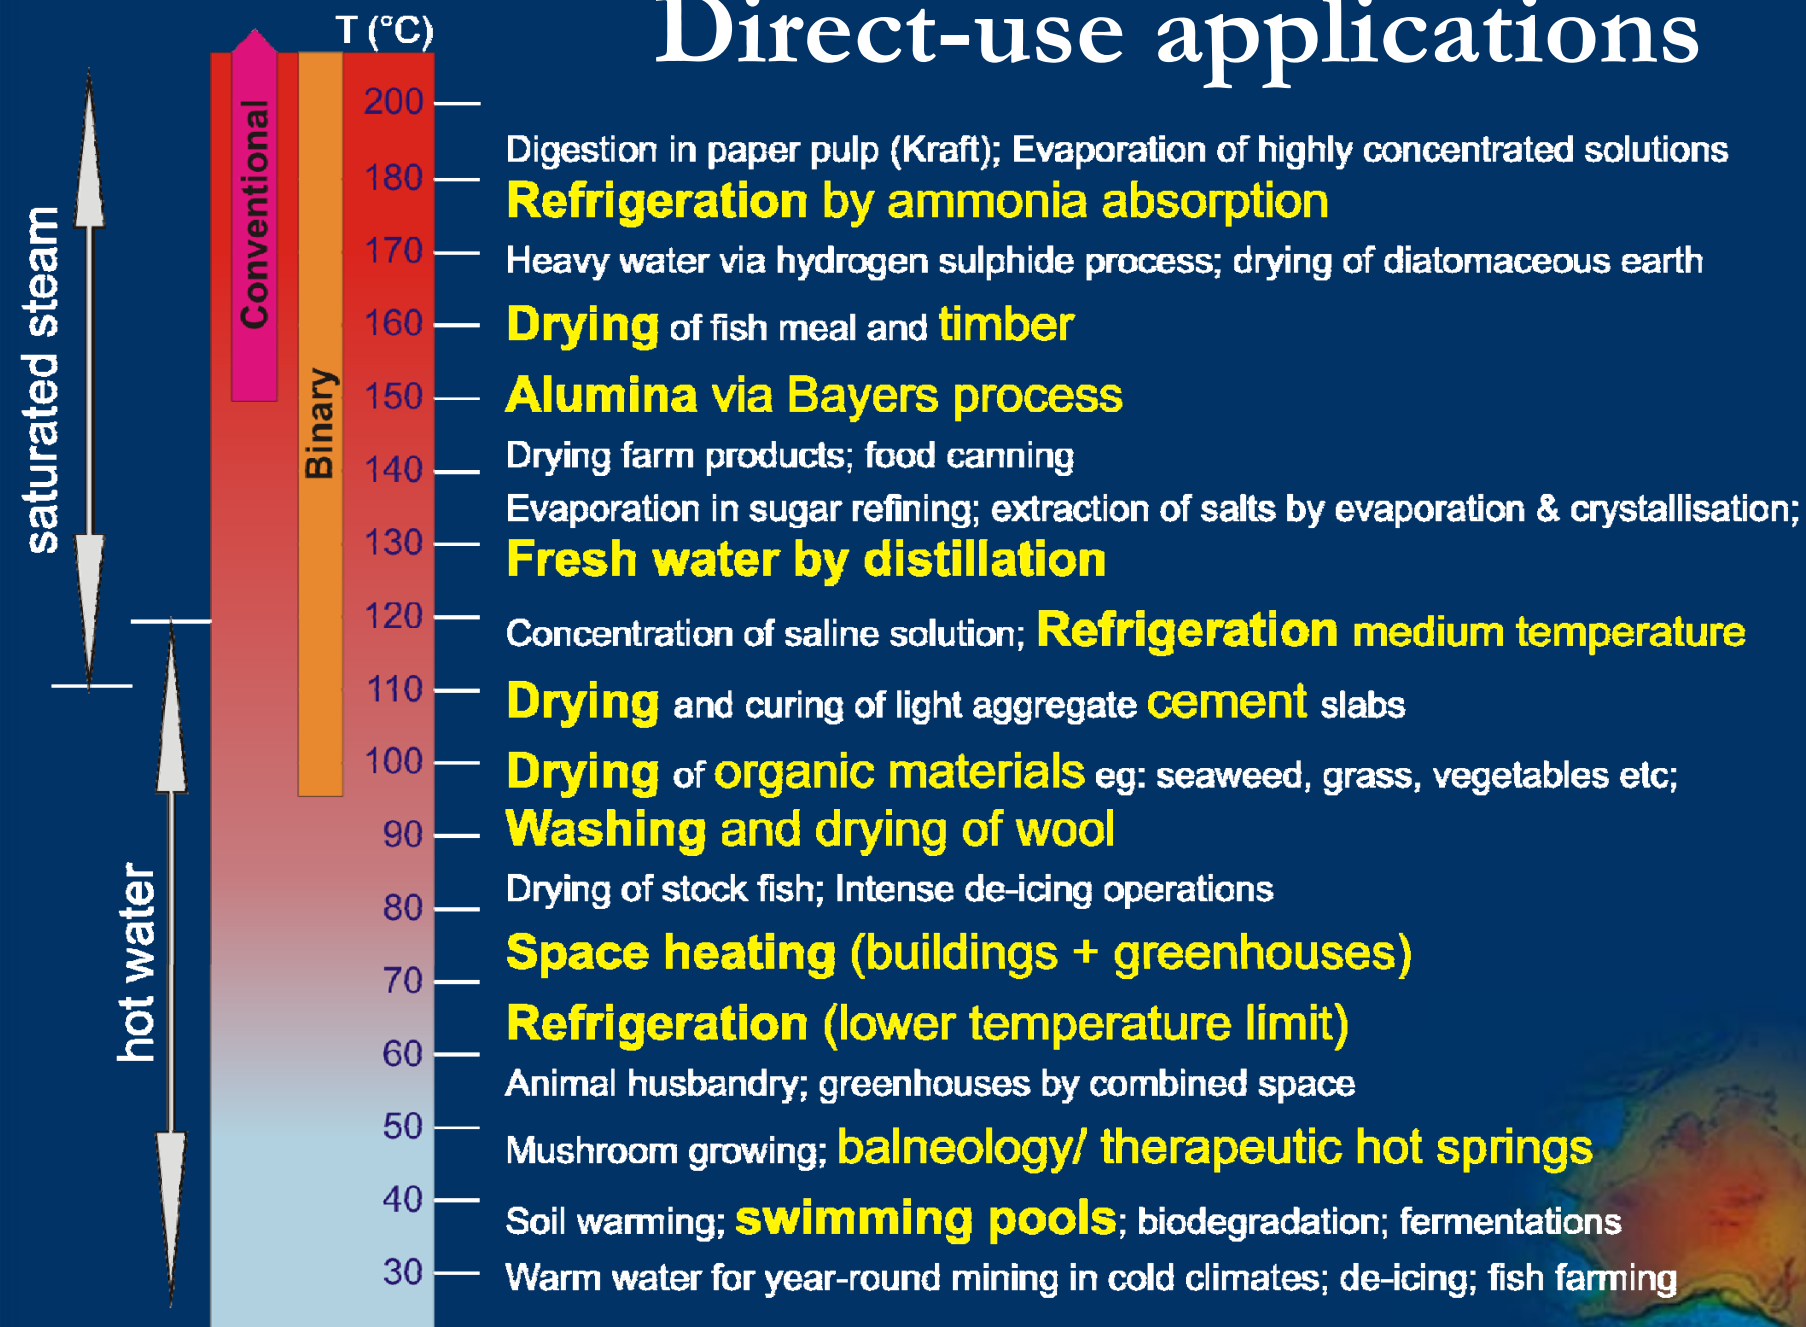 Direct-use applications
T (°C)
saturated steam
hot water
Conventional
Binary
200
Digestion in paper pulp (Kraft); Evaporation of highly concentrated solutions
180
Refrigeration by ammonia absorption
170
Heavy water via hydrogen sulphide process; drying of diatomaceous earth
160
Drying of fish meal and timber
150
Alumina via Bayers process
Drying farm products; food canning
140
Evaporation in sugar refining; extraction of salts by evaporation & crystallisation;
130
Fresh water by distillation
120
Concentration of saline solution; Refrigeration medium temperature
110
Drying and curing of light aggregate cement slabs
100
Drying of organic materials eg: seaweed, grass, vegetables etc;
90
Washing and drying of wool
Drying of stock fish; Intense de-icing operations
80
Space heating (buildings + greenhouses)
70
Refrigeration (lower temperature limit)
60
Animal husbandry; greenhouses by combined space
50
Mushroom growing; balneology/ therapeutic hot springs
40
Soil warming; swimming pools; biodegradation; fermentations
30
Warm water for year-round mining in cold climates; de-icing; fish farming